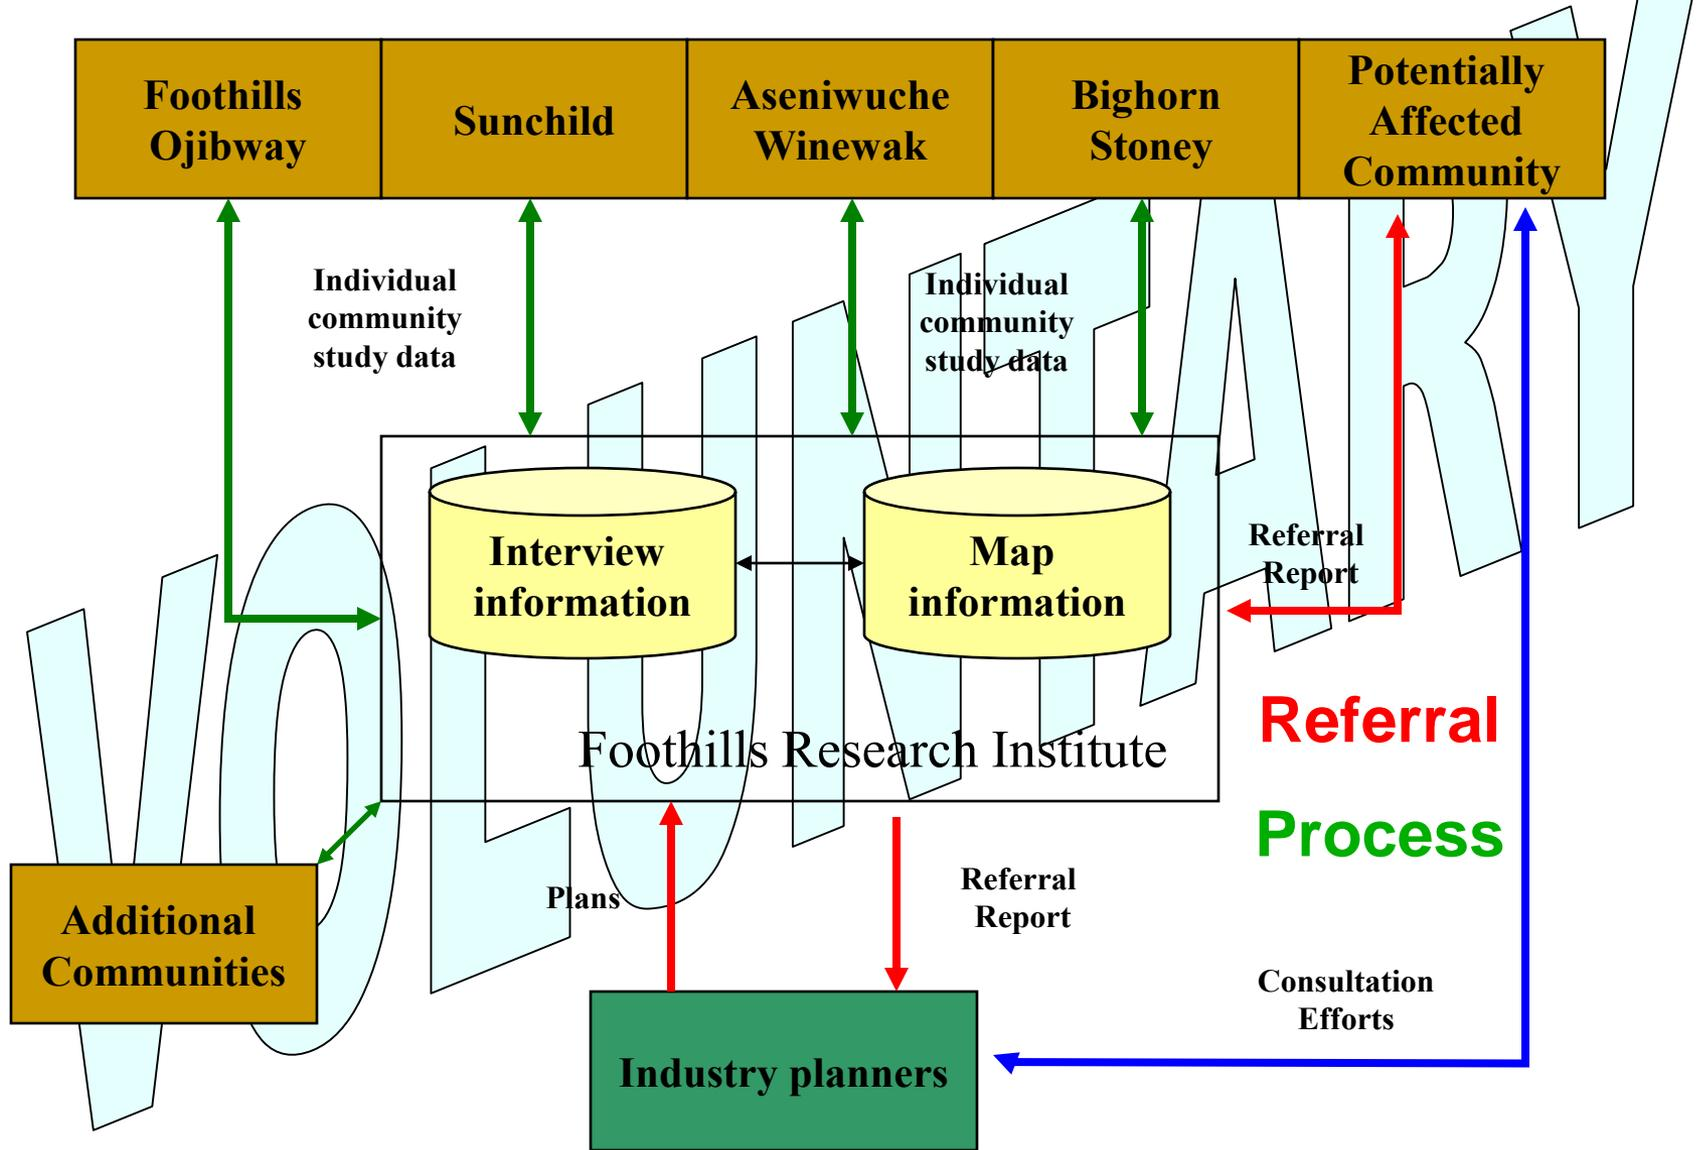 Foothills
Ojibway
Sunchild
Aseniwuche
Winewak
Bighorn
Stoney
Potentially
Affected
Community
Individual
community
study data
Individual
community
study data
Interview
information
Map
information
Referral
Report
Foothills Research Institute
Referral
Process
Additional
Communities
Plans
Referral
Report
Consultation
Efforts
Industry planners
VOLUNTARY